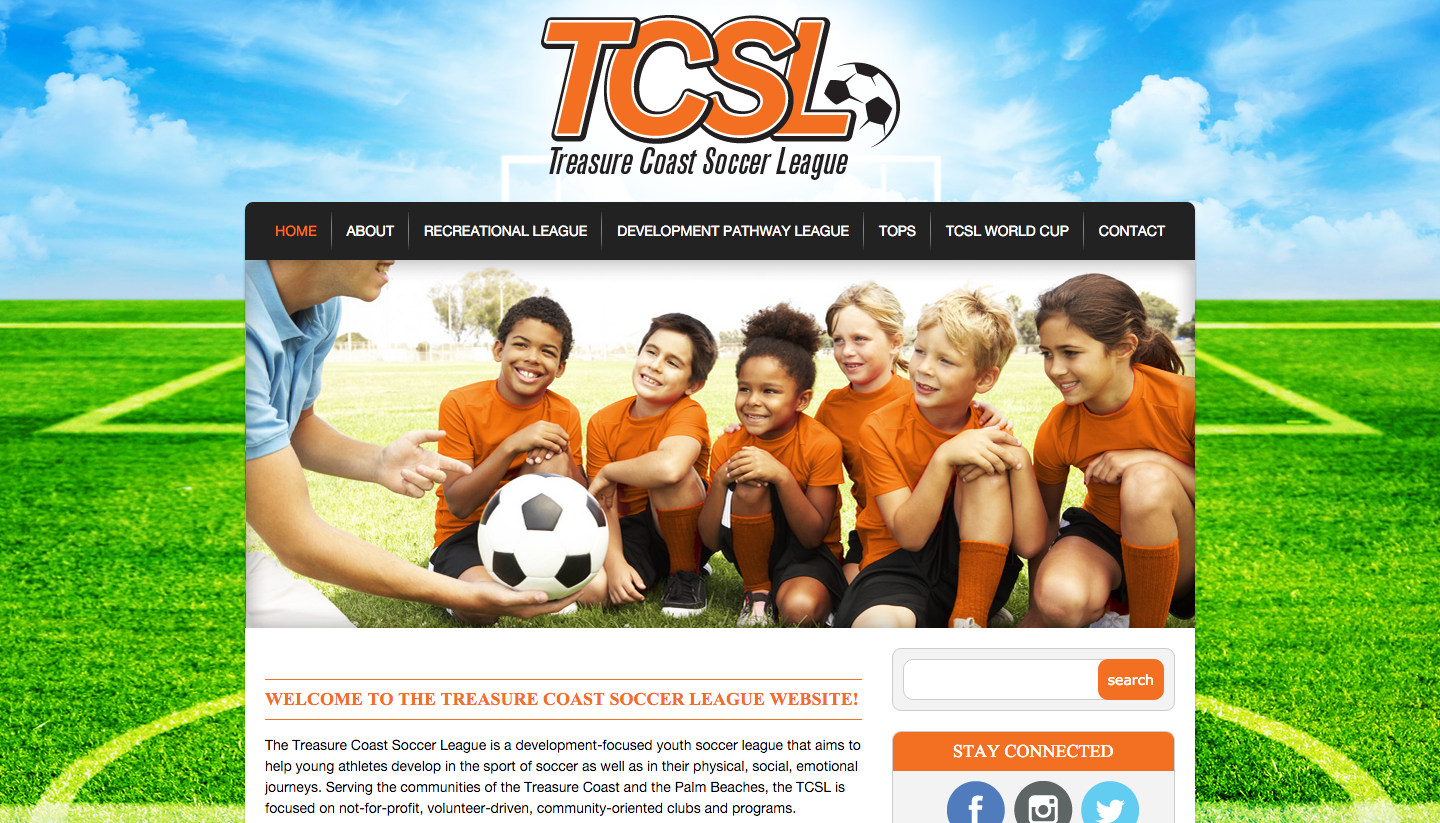 TCSL
Treasure Coast Soccer League
HOME ABOUT RECREATIONAL LEAGUE DEVELOPMENT PATHWAY LEAGUE TOPS TCSL WORLD CUP CONTACT
search
WELCOME TO THE TREASURE COAST SOCCER LEAGUE WEBSITE!
The Treasure Coast Soccer League is a development-focused youth soccer league that aims to
help young athletes develop in the sport of soccer as well as in their physical, social, emotional
journeys. Serving the communities of the Treasure Coast and the Palm Beaches, the TCSL is
focused on not-for-profit, volunteer-driven, community-oriented clubs and programs.
STAY CONNECTED